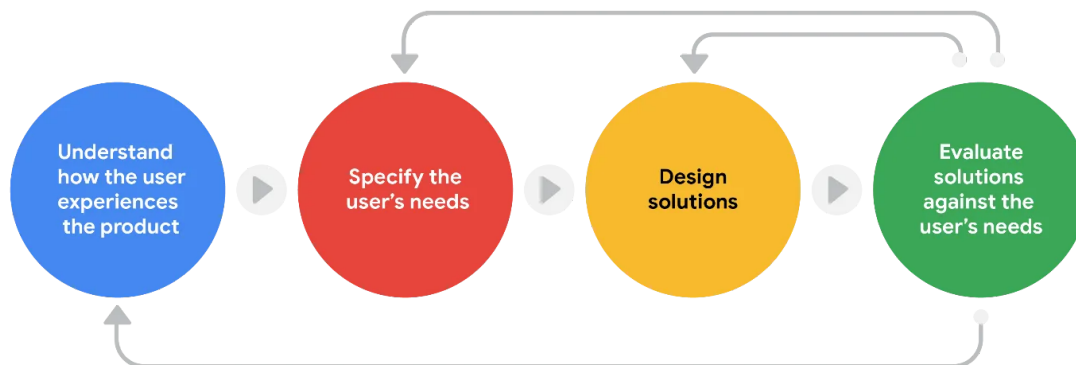 Understand
how the user
experiences
the product
Specify the
user's needs
Design
solutions
Evaluate
solutions
against the
user's needs